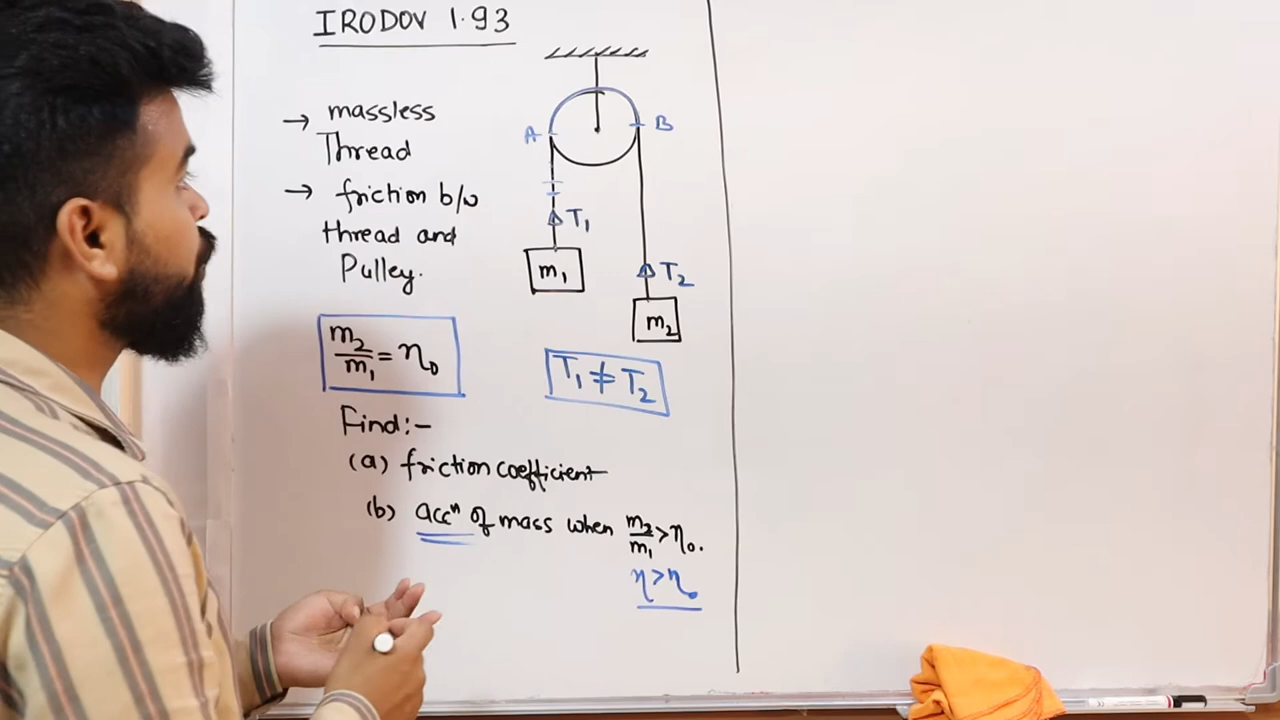 IRODOV 1.93
→ massless
Thread
→ friction b/w
thread and
Pulley.
A
B
T₁
m₁
T₂
m₂
m₂/m₁ = η₀
T₁ ≠ T₂
Find:-
(a) friction coefficient
(b) accⁿ of mass when m₂/m₁ > η₀.
η > η₀